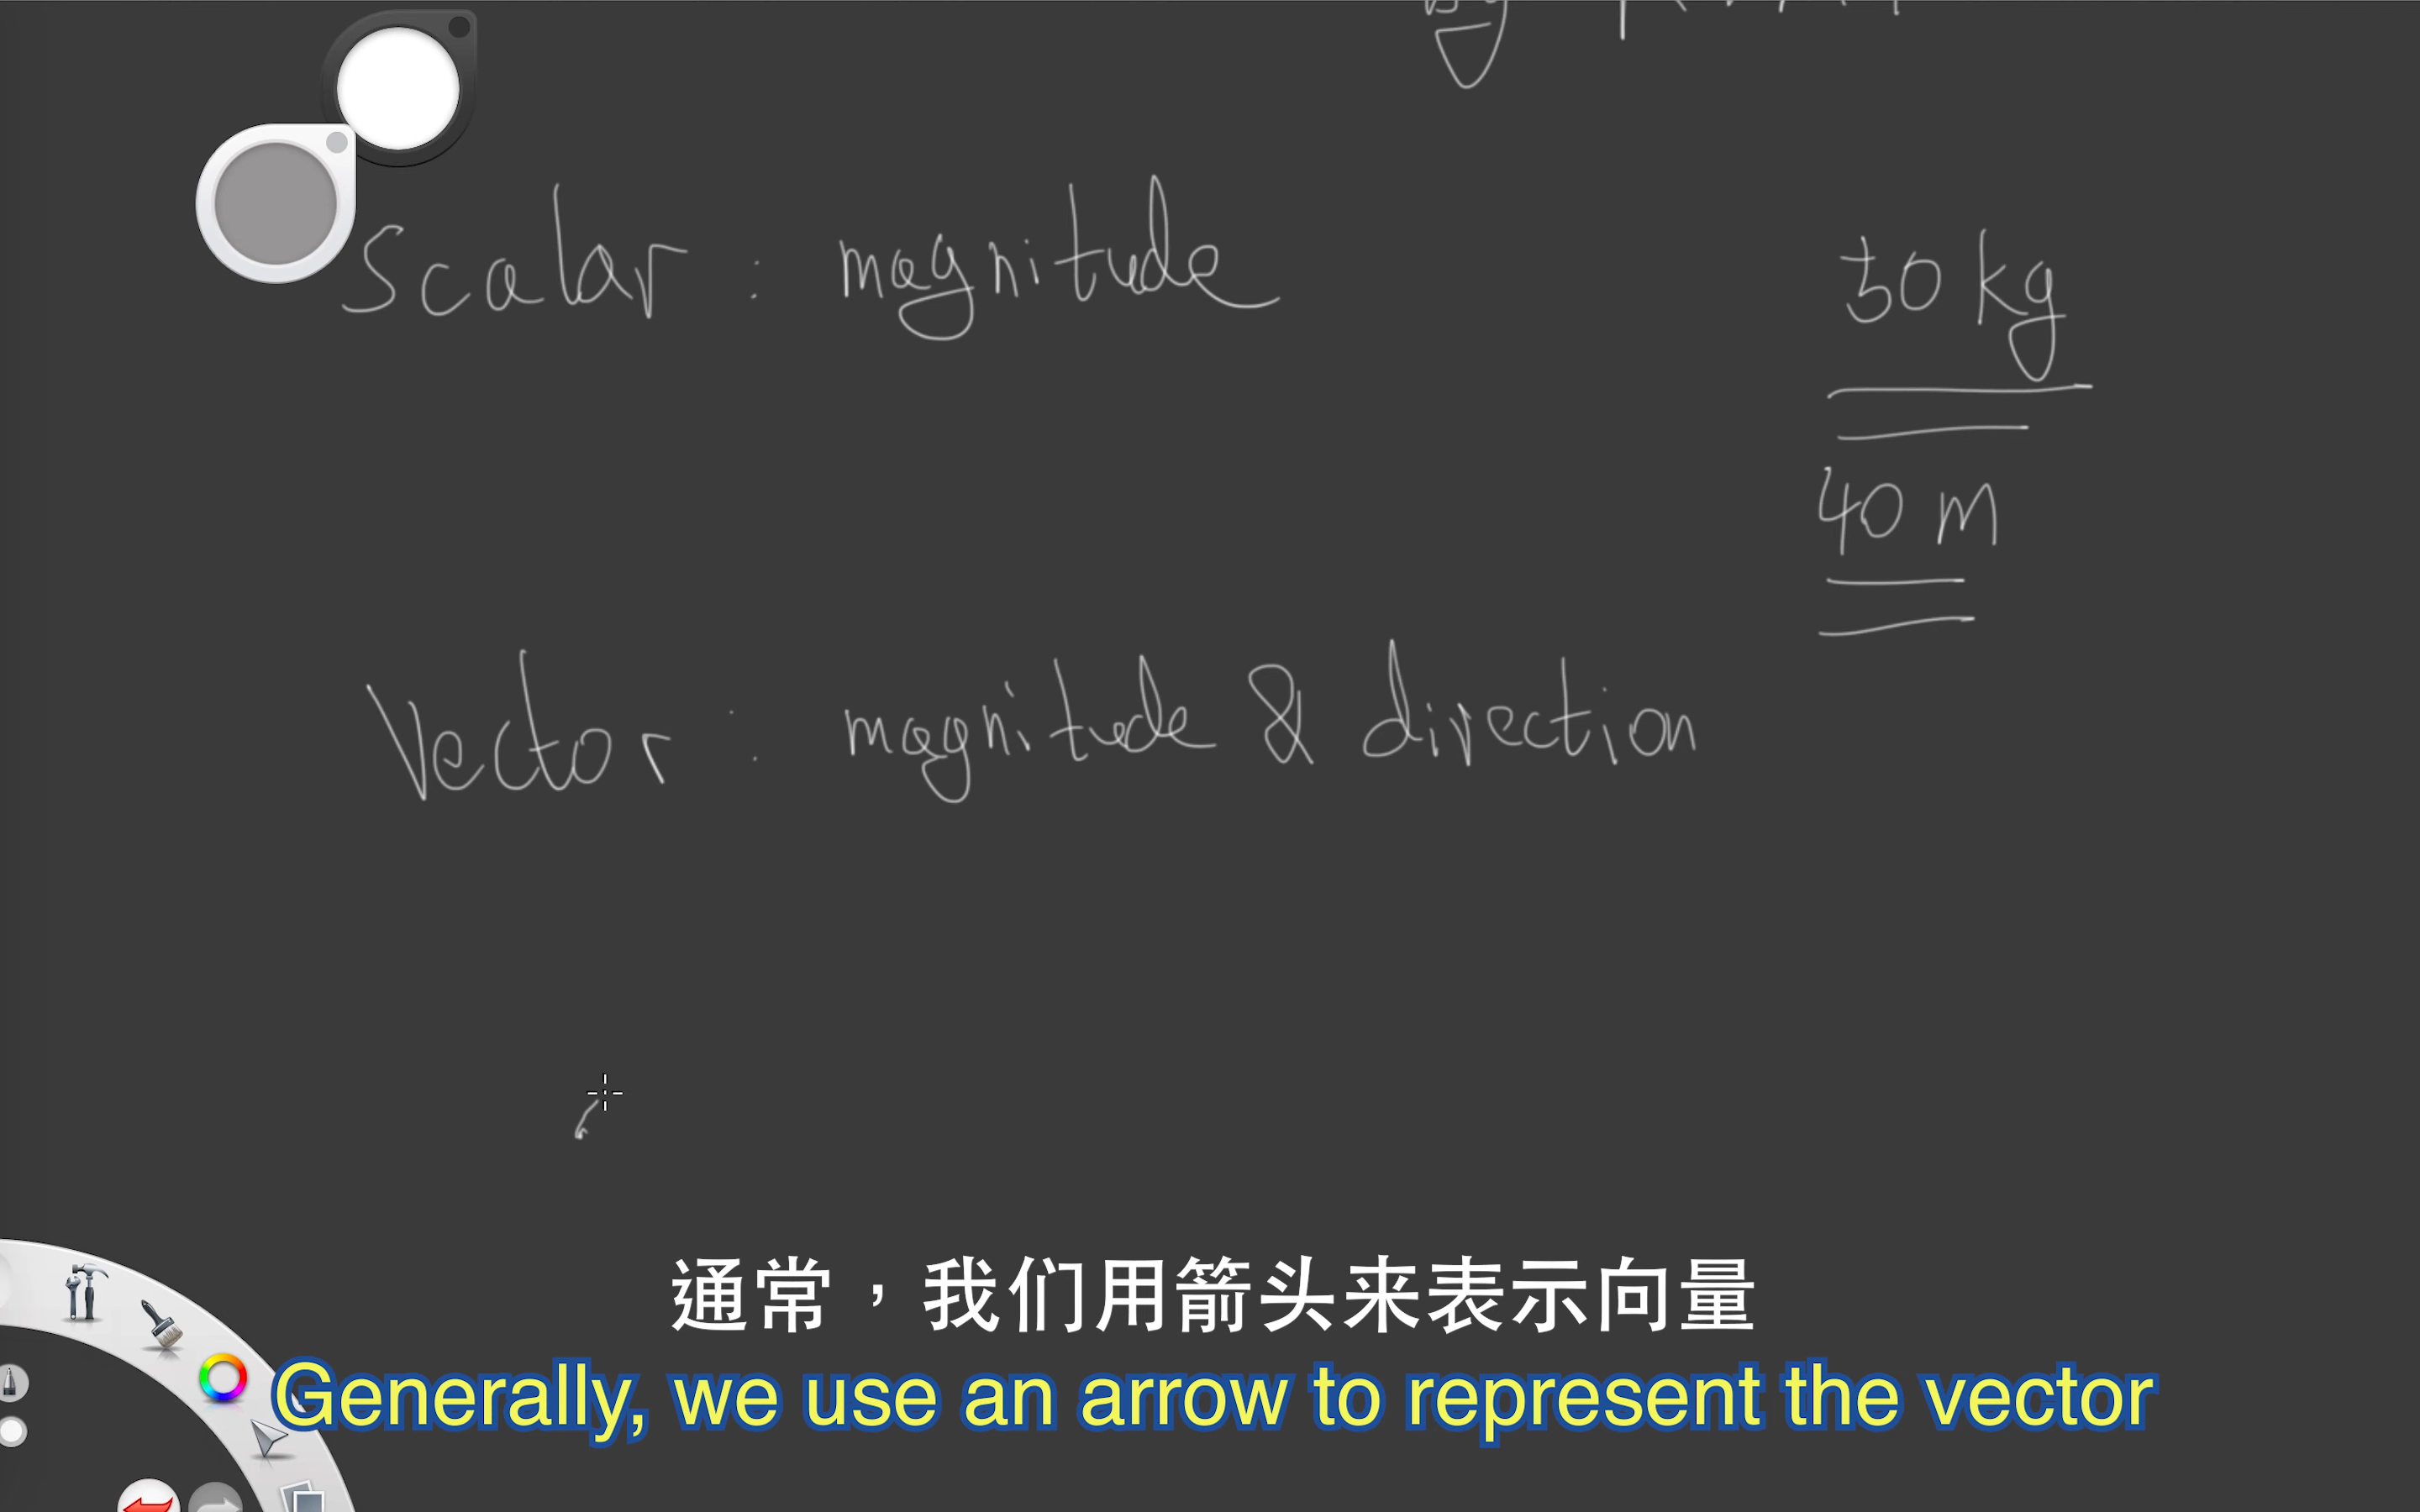 Scalar : magnitude
50 kg
40 m
Vector : magnitude & direction
通常，我们用箭头来表示向量
Generally, we use an arrow to represent the vector